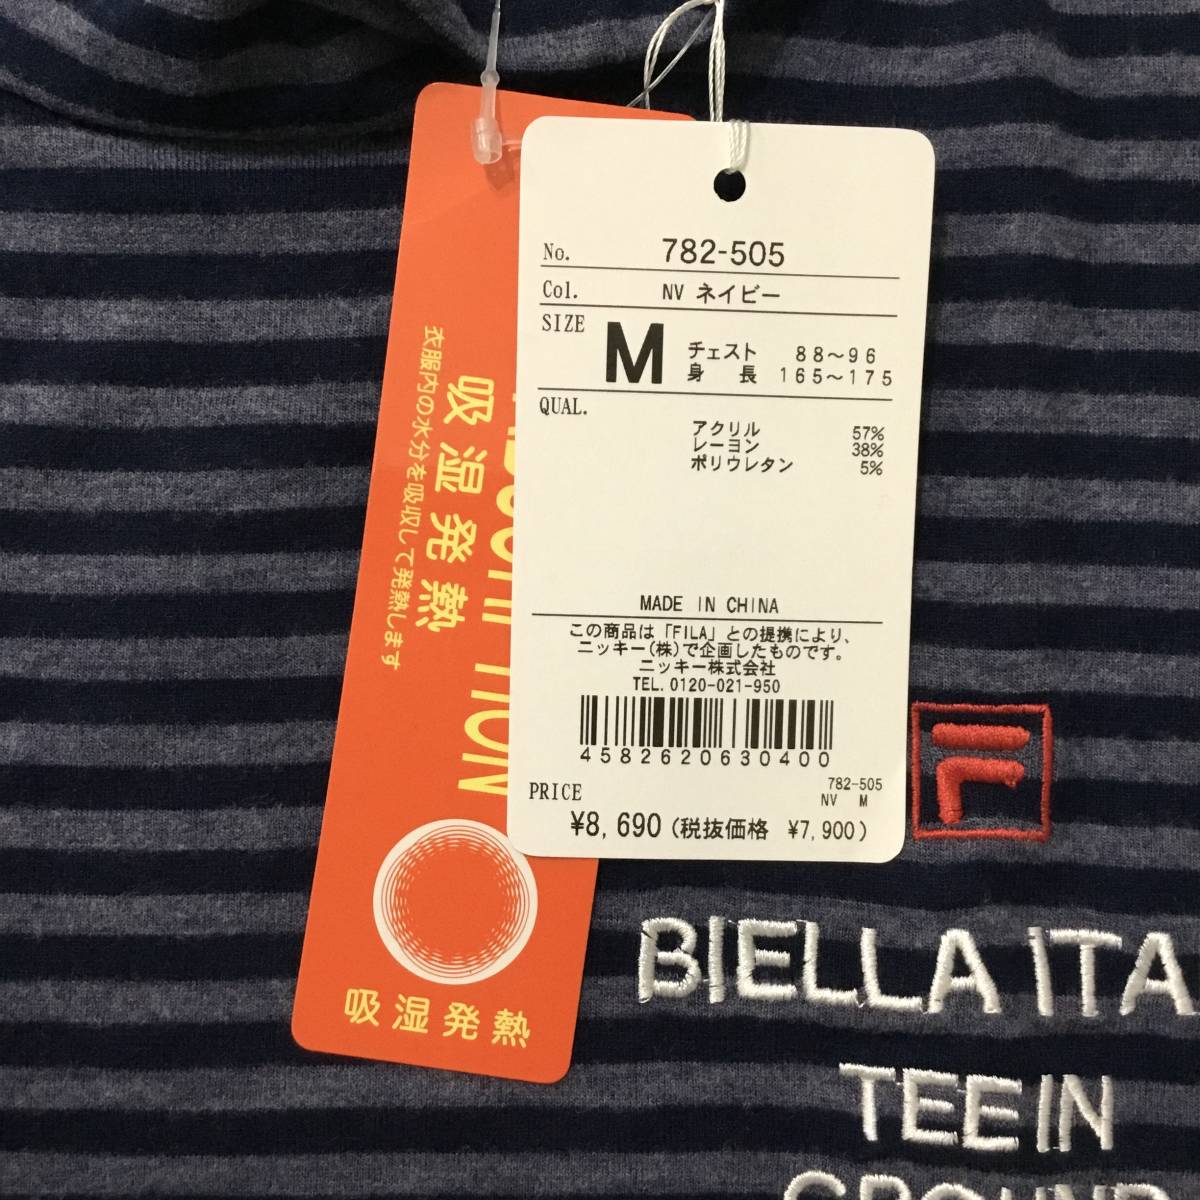 No. 782-505
Col. NV ネイビー
SIZE M チェスト 88～96
身 長 165～175
QUAL.
アクリル 57%
レーヨン 38%
ポリウレタン 5%
MADE IN CHINA
この商品は「FILA」との提携により、
ニッキー(株)で企画したものです。
ニッキー株式会社
TEL. 0120-021-950
4582620630400
782-505
NV M
PRICE
¥8,690 (税抜価格 ¥7,900)
吸湿発熱
衣服内の水分を吸収して発熱します
吸湿発熱
BIELLA ITA
TEE IN